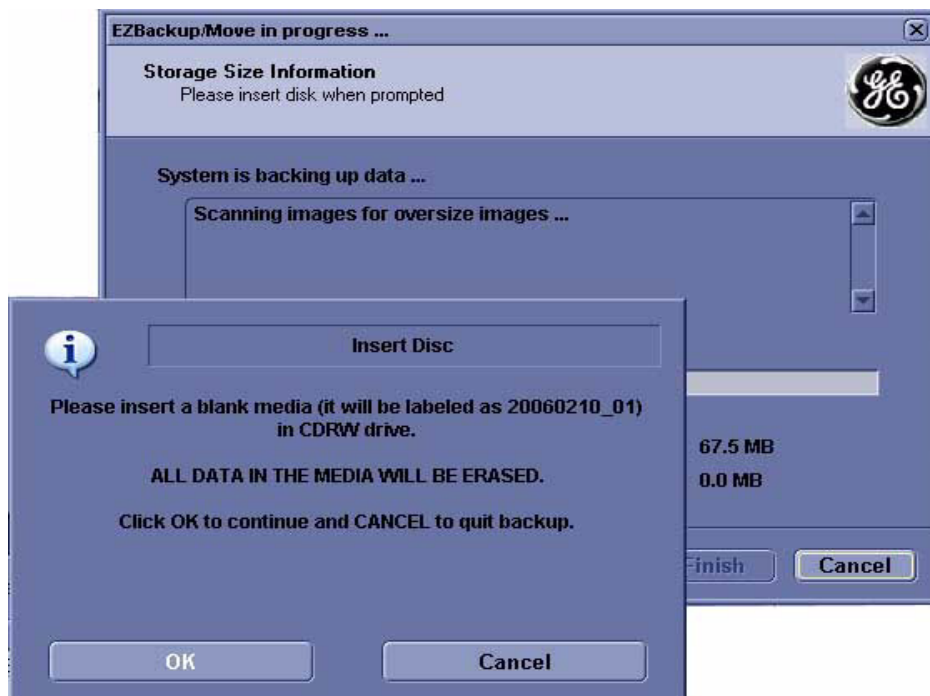 EZBackup/Move in progress ...
Storage Size Information
Please insert disk when prompted
GE
System is backing up data ...
Scanning images for oversize images ...
67.5 MB
0.0 MB
Finish
Cancel
Insert Disc
Please insert a blank media (it will be labeled as 20060210_01)
in CDRW drive.
ALL DATA IN THE MEDIA WILL BE ERASED.
Click OK to continue and CANCEL to quit backup.
OK
Cancel